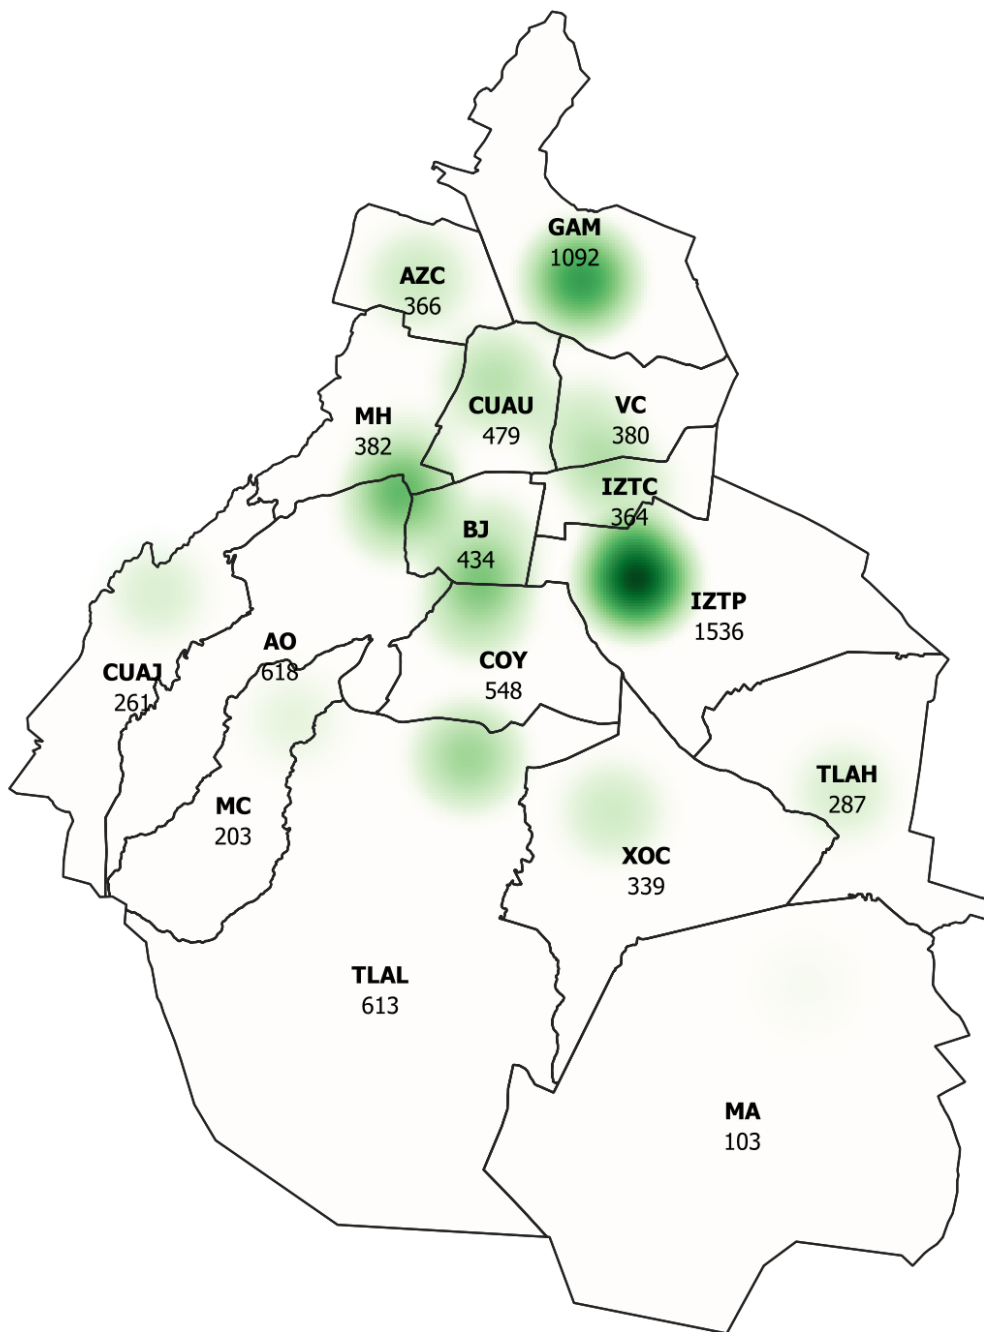 GAM
1092
AZC
366
CUAU
479
VC
380
MH
382
IZTC
364
BJ
434
IZTP
1536
AO
618
COY
548
CUAJ
261
TLAH
287
MC
203
XOC
339
TLAL
613
MA
103